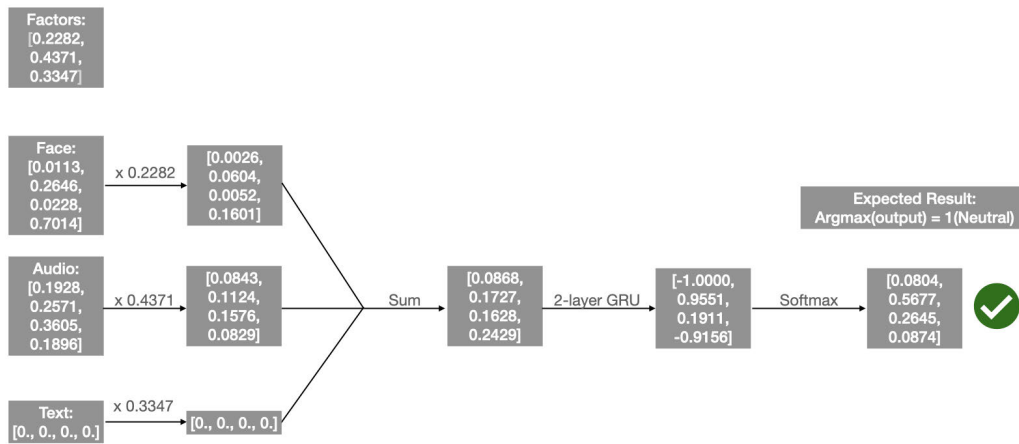 Factors:
[0.2282,
0.4371,
0.3347]
Face:
[0.0113,
0.2646,
0.0228,
0.7014]
x 0.2282
[0.0026,
0.0604,
0.0052,
0.1601]
Expected Result:
Argmax(output) = 1(Neutral)
Audio:
[0.1928,
0.2571,
0.3605,
0.1896]
x 0.4371
[0.0843,
0.1124,
0.1576,
0.0829]
Sum
[0.0868,
0.1727,
0.1628,
0.2429]
2-layer GRU
[-1.0000,
0.9551,
0.1911,
-0.9156]
Softmax
[0.0804,
0.5677,
0.2645,
0.0874]
Text:
[0., 0., 0., 0.]
x 0.3347
[0., 0., 0., 0.]